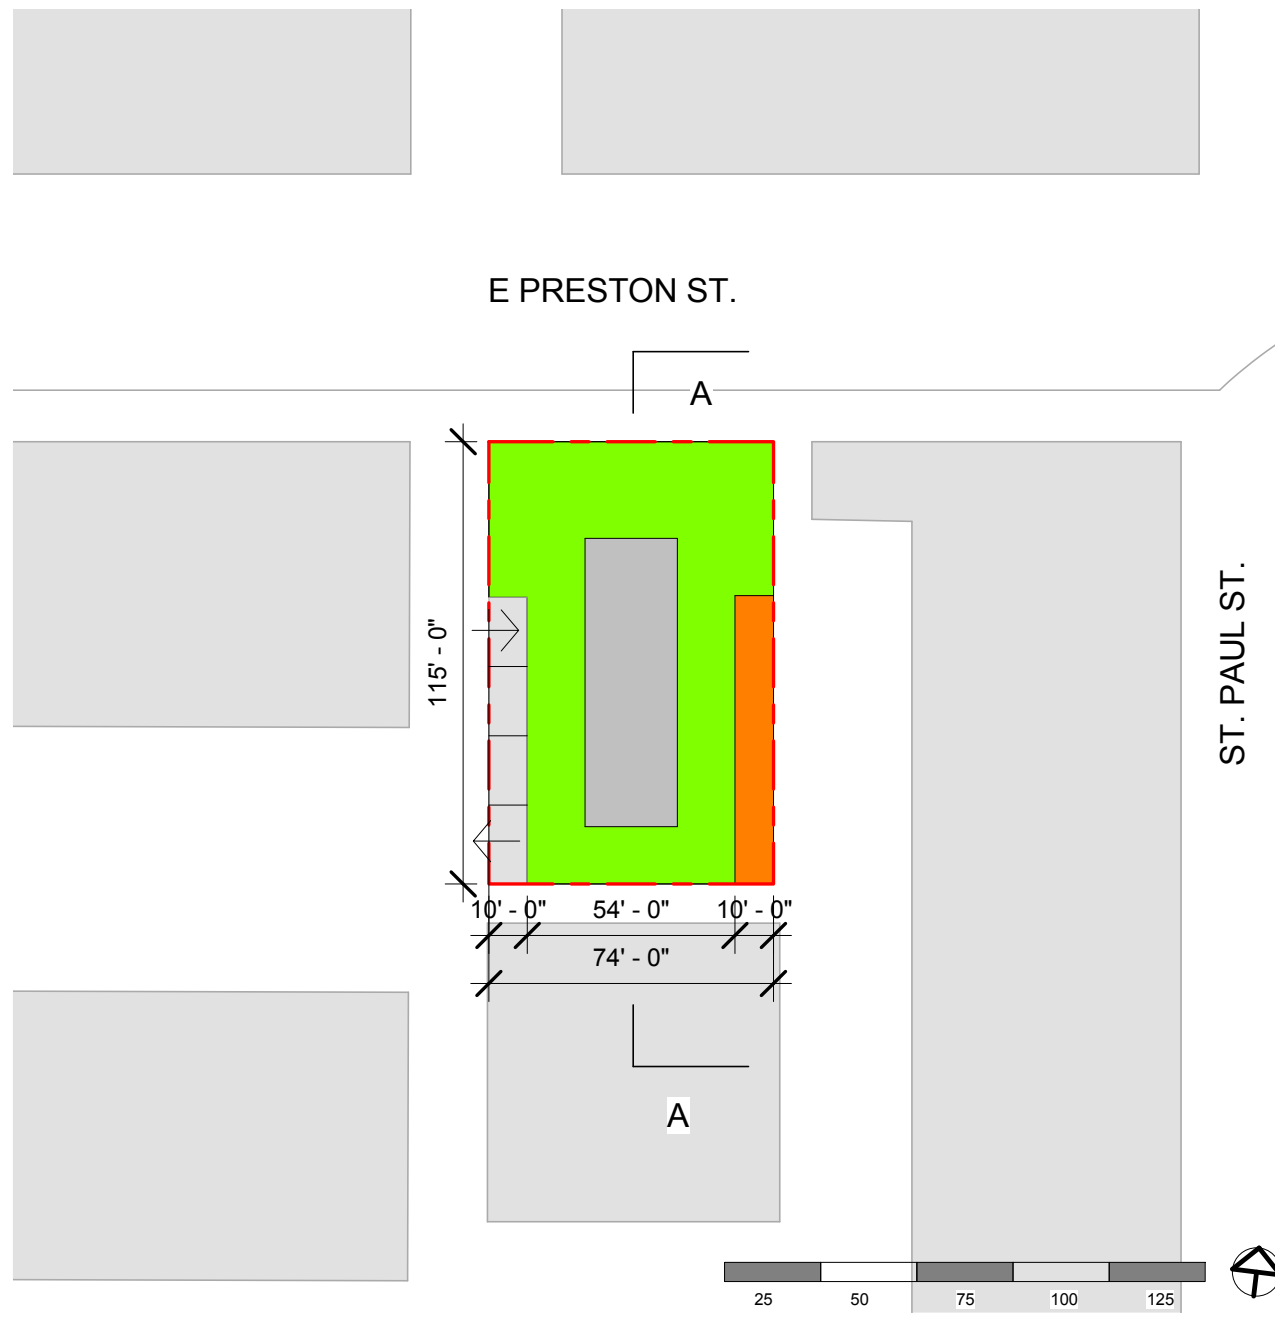 E PRESTON ST.
A
115' - 0"
ST. PAUL ST.
10' - 0"
54' - 0"
10' - 0"
74' - 0"
A
25
50
75
100
125